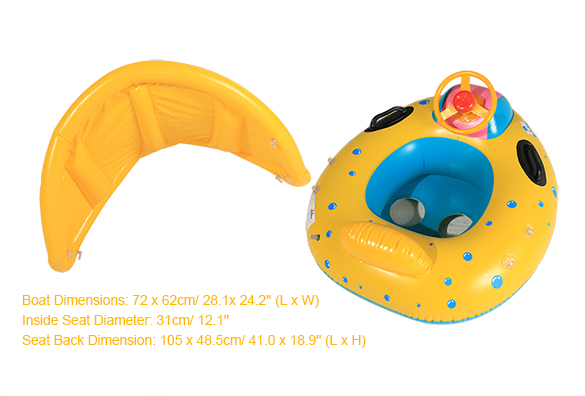 Boat Dimensions: 72 x 62cm/ 28.1x 24.2" (L x W)
Inside Seat Diameter: 31cm/ 12.1"
Seat Back Dimension: 105 x 48.5cm/ 41.0 x 18.9" (L x H)